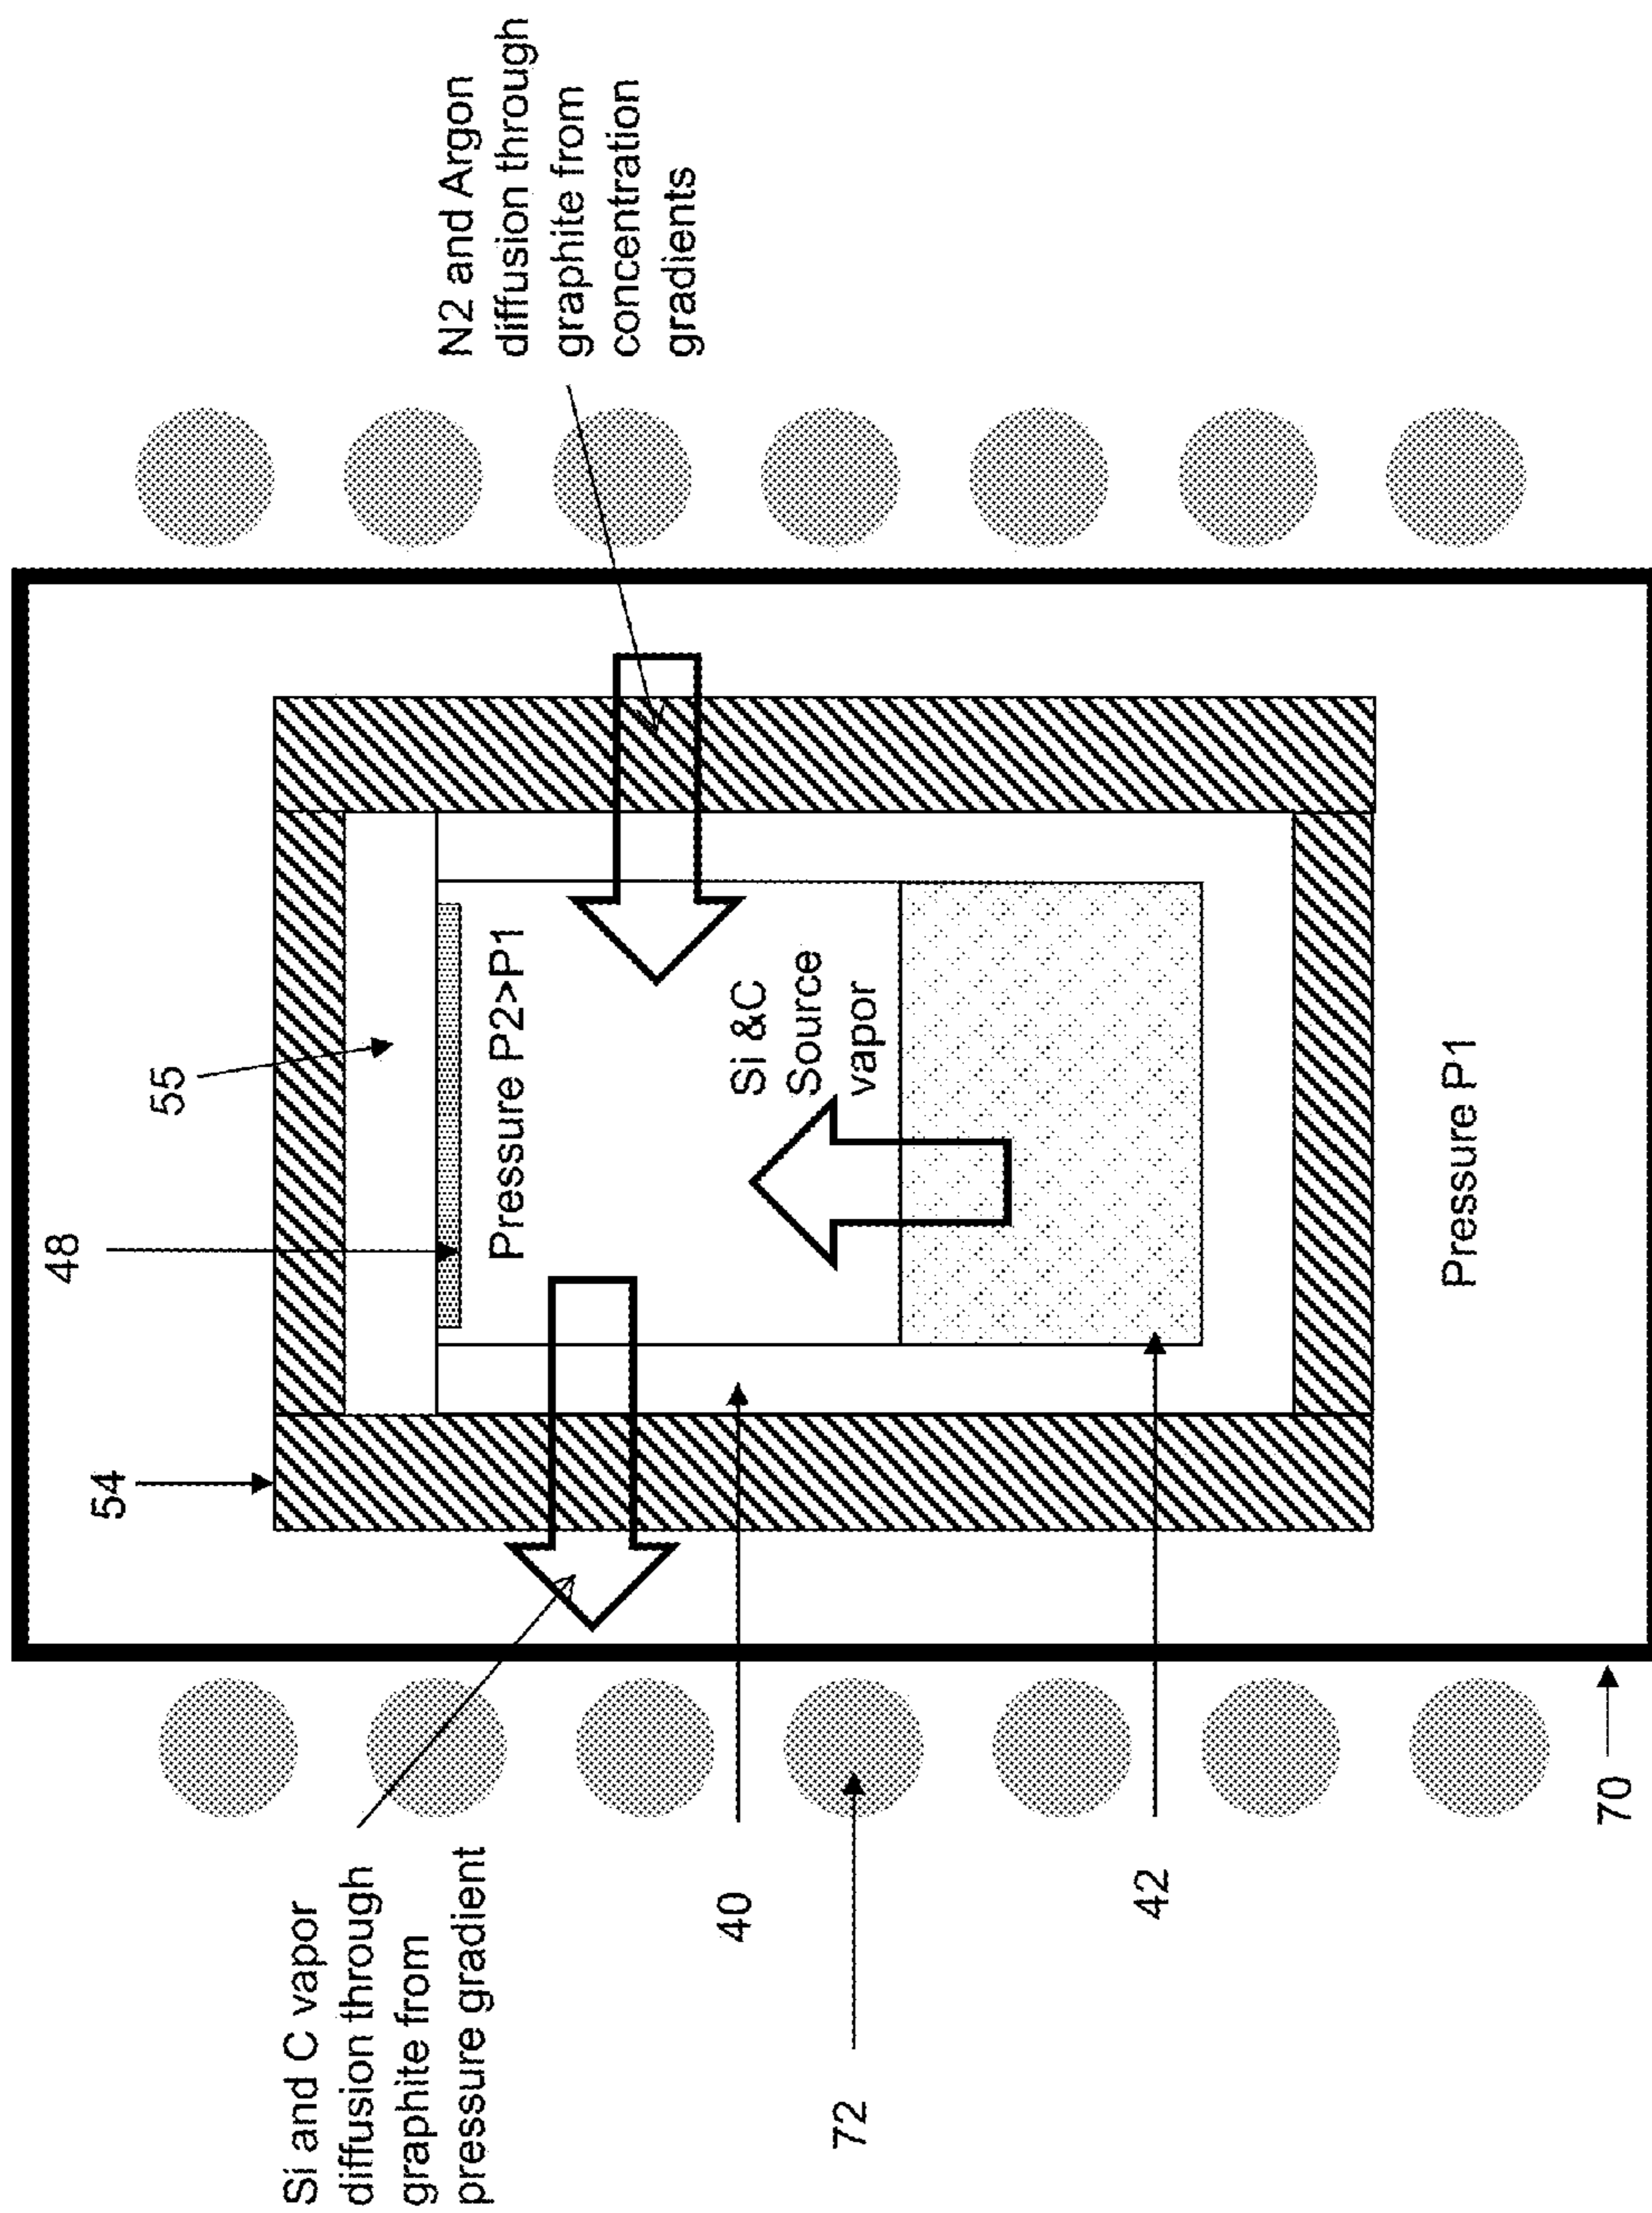 Si and C vapor
diffusion through
graphite from
pressure gradient
N2 and Argon
diffusion through
graphite from
concentration
gradients
54
48
55
Pressure P2>P1
Si &C
Source
vapor
40
72
42
70
Pressure P1